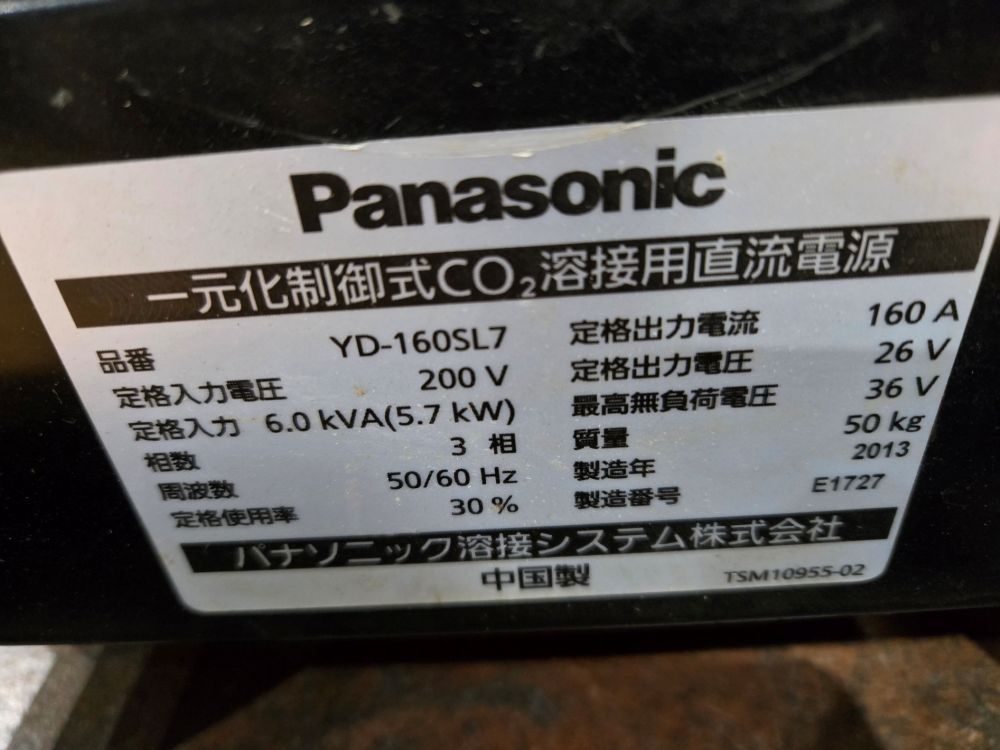 Panasonic
一元化制御式CO₂溶接用直流電源
品番 YD-160SL7
定格入力電圧 200 V
定格入力 6.0 kVA(5.7 kW)
相数 3 相
周波数 50/60 Hz
定格使用率 30 %
定格出力電流 160 A
定格出力電圧 26 V
最高無負荷電圧 36 V
質量 50 kg
製造年 2013
製造番号 E1727
パナソニック溶接システム株式会社
中国製 TSM10955-02